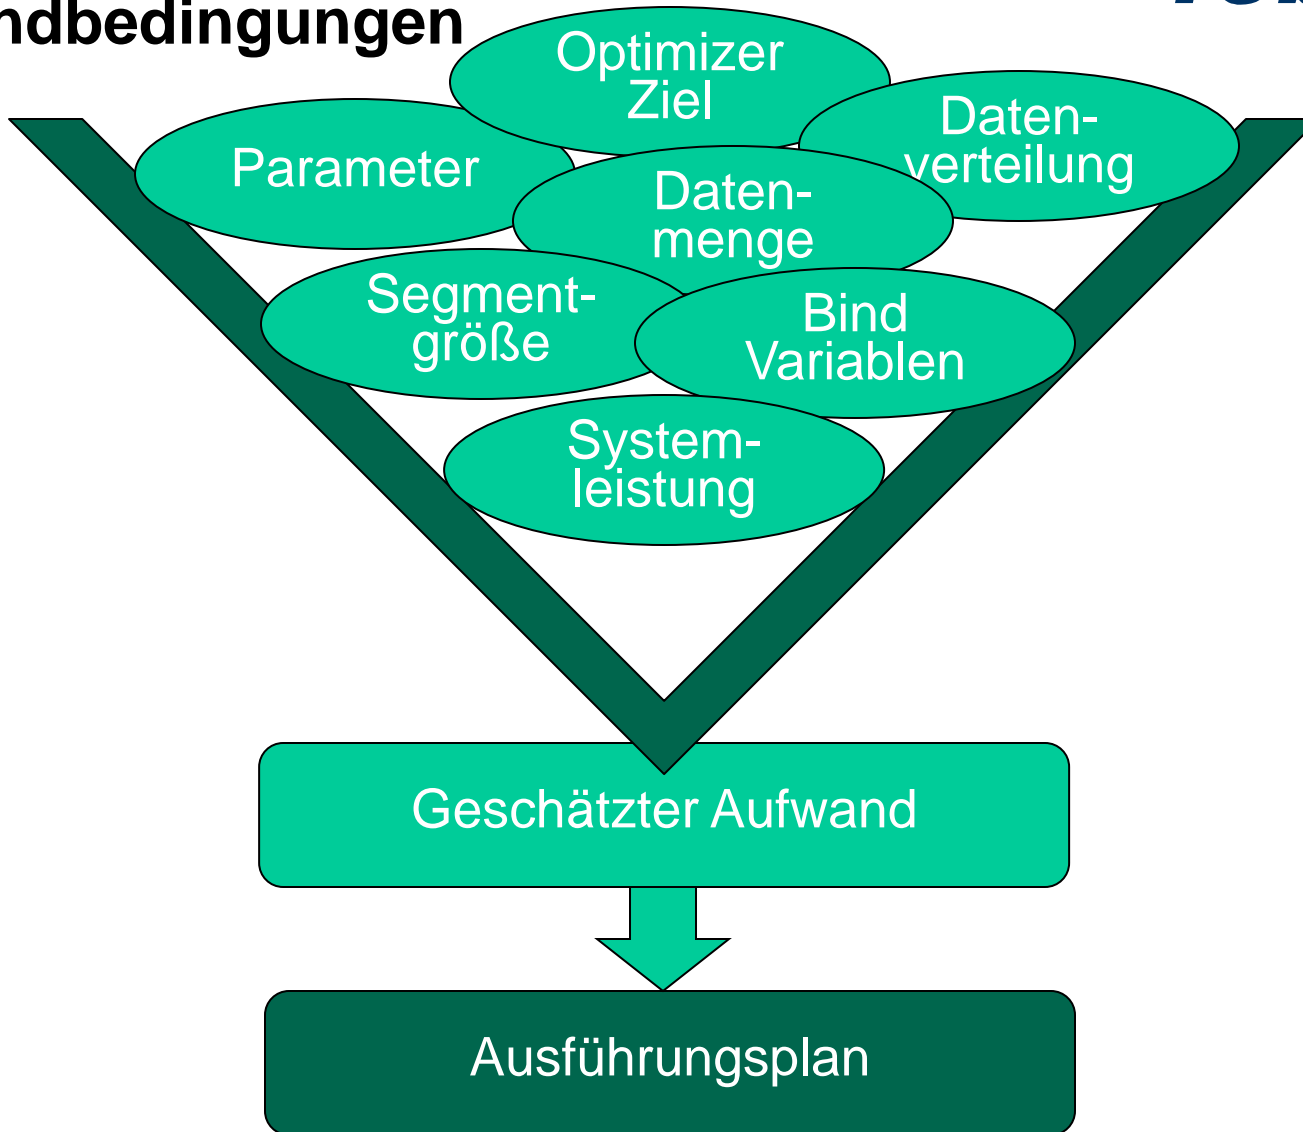 ndbedingungen
Optimizer
Ziel
Daten-
verteilung
Parameter
Daten-
menge
Segment-
größe
Bind
Variablen
System-
leistung
Geschätzter Aufwand
Ausführungsplan